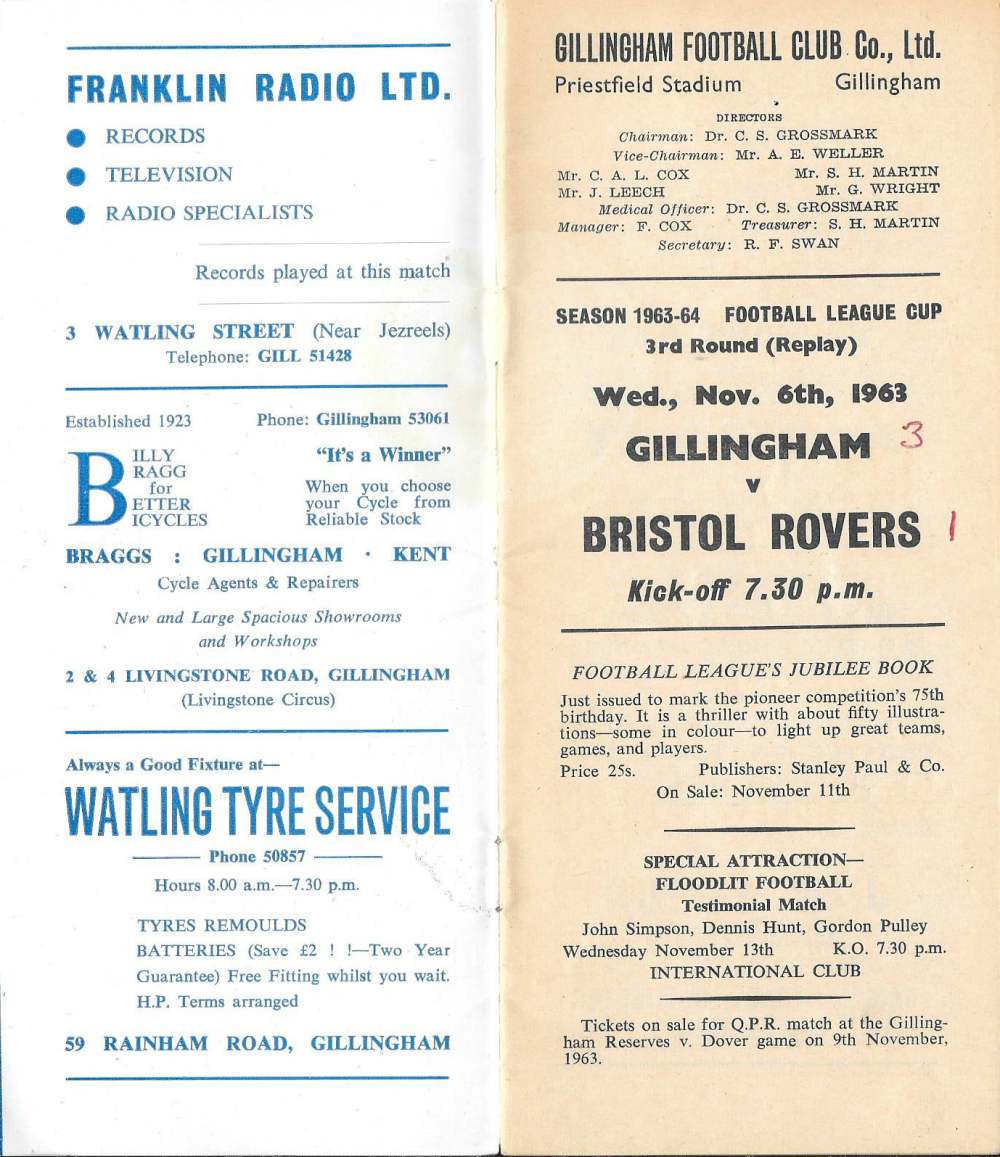 FRANKLIN RADIO LTD.
RECORDS
TELEVISION
RADIO SPECIALISTS
Records played at this match
3 WATLING STREET (Near Jezreels)
Telephone: GILL 51428
Established 1923 Phone: Gillingham 53061
BILLY
BRAGG
for
BETTER
BICYCLES
"It's a Winner"
When you choose
your Cycle from
Reliable Stock
BRAGGS : GILLINGHAM · KENT
Cycle Agents & Repairers
New and Large Spacious Showrooms
and Workshops
2 & 4 LIVINGSTONE ROAD, GILLINGHAM
(Livingstone Circus)
Always a Good Fixture at—
WATLING TYRE SERVICE
Phone 50857
Hours 8.00 a.m.—7.30 p.m.
TYRES REMOULDS
BATTERIES (Save £2 ! !—Two Year
Guarantee) Free Fitting whilst you wait.
H.P. Terms arranged
59 RAINHAM ROAD, GILLINGHAM
GILLINGHAM FOOTBALL CLUB Co., Ltd.
Priestfield Stadium Gillingham
DIRECTORS
Chairman: Dr. C. S. GROSSMARK
Vice-Chairman: Mr. A. E. WELLER
Mr. C. A. L. COX Mr. S. H. MARTIN
Mr. J. LEECH Mr. G. WRIGHT
Medical Officer: Dr. C. S. GROSSMARK
Manager: F. COX Treasurer: S. H. MARTIN
Secretary: R. F. SWAN
SEASON 1963-64 FOOTBALL LEAGUE CUP
3rd Round (Replay)
Wed., Nov. 6th, 1963
GILLINGHAM 3
v
BRISTOL ROVERS 1
Kick-off 7.30 p.m.
FOOTBALL LEAGUE'S JUBILEE BOOK
Just issued to mark the pioneer competition's 75th
birthday. It is a thriller with about fifty illustra-
tions—some in colour—to light up great teams,
games, and players.
Price 25s. Publishers: Stanley Paul & Co.
On Sale: November 11th
SPECIAL ATTRACTION—
FLOODLIT FOOTBALL
Testimonial Match
John Simpson, Dennis Hunt, Gordon Pulley
Wednesday November 13th K.O. 7.30 p.m.
INTERNATIONAL CLUB
Tickets on sale for Q.P.R. match at the Gilling-
ham Reserves v. Dover game on 9th November,
1963.